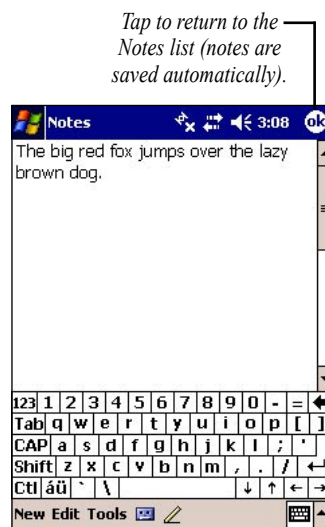 Tap to return to the
Notes list (notes are
saved automatically).
Notes 3:08 ok
The big red fox jumps over the lazy
brown dog.
123 1 2 3 4 5 6 7 8 9 0 - =
Tab q w e r t y u i o p [ ]
CAP a s d f g h j k l ; '
Shift z x c v b n m , . /
Ctl áü ` \
New Edit Tools